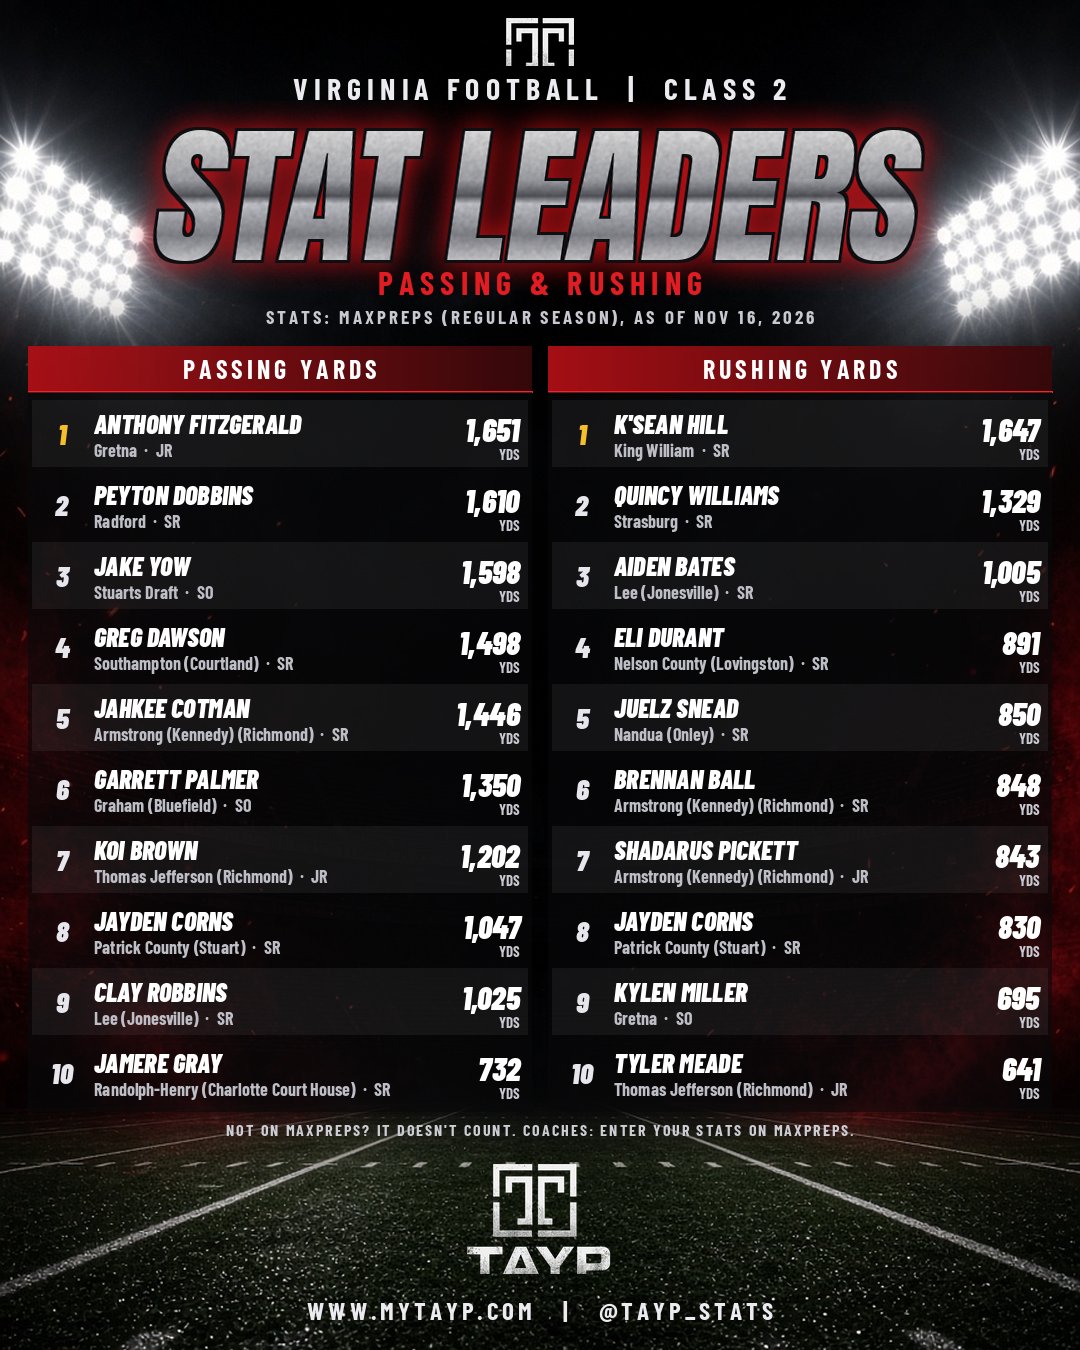 VIRGINIA FOOTBALL | CLASS 2
STAT LEADERS
PASSING & RUSHING
STATS: MAXPREPS (REGULAR SEASON), AS OF NOV 16, 2026
PASSING YARDS
1 ANTHONY FITZGERALD 1,651
Gretna · JR YDS
2 PEYTON DOBBINS 1,610
Radford · SR YDS
3 JAKE YOW 1,598
Stuarts Draft · SO YDS
4 GREG DAWSON 1,498
Southampton (Courtland) · SR YDS
5 JAHKEE COTMAN 1,446
Armstrong (Kennedy) (Richmond) · SR YDS
6 GARRETT PALMER 1,350
Graham (Bluefield) · SO YDS
7 KOI BROWN 1,202
Thomas Jefferson (Richmond) · JR YDS
8 JAYDEN CORNS 1,047
Patrick County (Stuart) · SR YDS
9 CLAY ROBBINS 1,025
Lee (Jonesville) · SR YDS
10 JAMERE GRAY 732
Randolph-Henry (Charlotte Court House) · SR YDS
RUSHING YARDS
1 K'SEAN HILL 1,647
King William · SR YDS
2 QUINCY WILLIAMS 1,329
Strasburg · SR YDS
3 AIDEN BATES 1,005
Lee (Jonesville) · SR YDS
4 ELI DURANT 891
Nelson County (Lovingston) · SR YDS
5 JUELZ SNEAD 850
Nandua (Onley) · SR YDS
6 BRENNAN BALL 848
Armstrong (Kennedy) (Richmond) · SR YDS
7 SHADARUS PICKETT 843
Armstrong (Kennedy) (Richmond) · JR YDS
8 JAYDEN CORNS 830
Patrick County (Stuart) · SR YDS
9 KYLEN MILLER 695
Gretna · SO YDS
10 TYLER MEADE 641
Thomas Jefferson (Richmond) · JR YDS
NOT ON MAXPREPS? IT DOESN'T COUNT. COACHES: ENTER YOUR STATS ON MAXPREPS.
TAYP
WWW.MYTAYP.COM | @TAYP_STATS